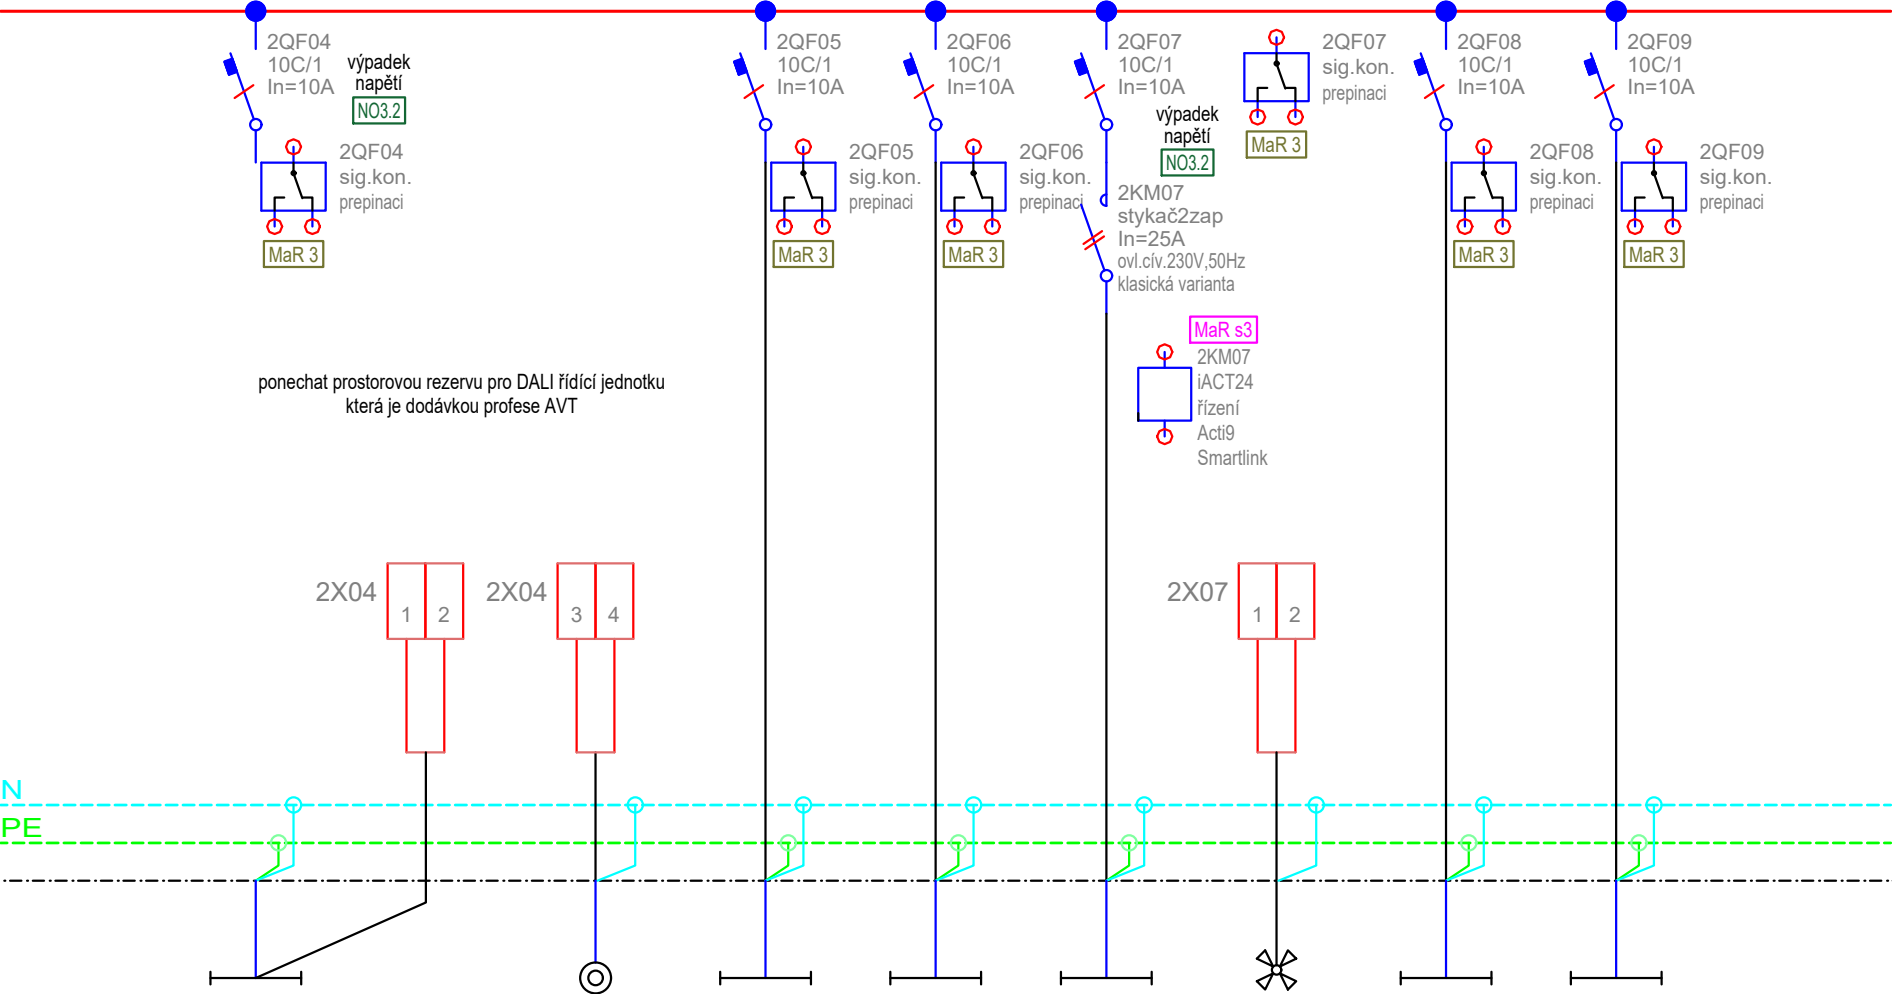 2QF04
10C/1
In=10A
výpadek
napětí
NO3.2
2QF04
sig.kon.
prepinaci
MaR 3
2QF05
10C/1
In=10A
2QF05
sig.kon.
prepinaci
MaR 3
2QF06
10C/1
In=10A
2QF06
sig.kon.
prepinaci
MaR 3
2QF07
10C/1
In=10A
výpadek
napětí
NO3.2
2QF07
sig.kon.
prepinaci
MaR 3
2KM07
stykač2zap
In=25A
ovl.cív.230V,50Hz
klasická varianta
MaR s3
2KM07
iACT24
řízení
Acti9
Smartlink
2QF08
10C/1
In=10A
2QF08
sig.kon.
prepinaci
MaR 3
2QF09
10C/1
In=10A
2QF09
sig.kon.
prepinaci
MaR 3
ponechat prostorovou rezervu pro DALI řídící jednotku
která je dodávkou profese AVT
2X04
1 2
2X04
3 4
2X07
1 2
N
PE